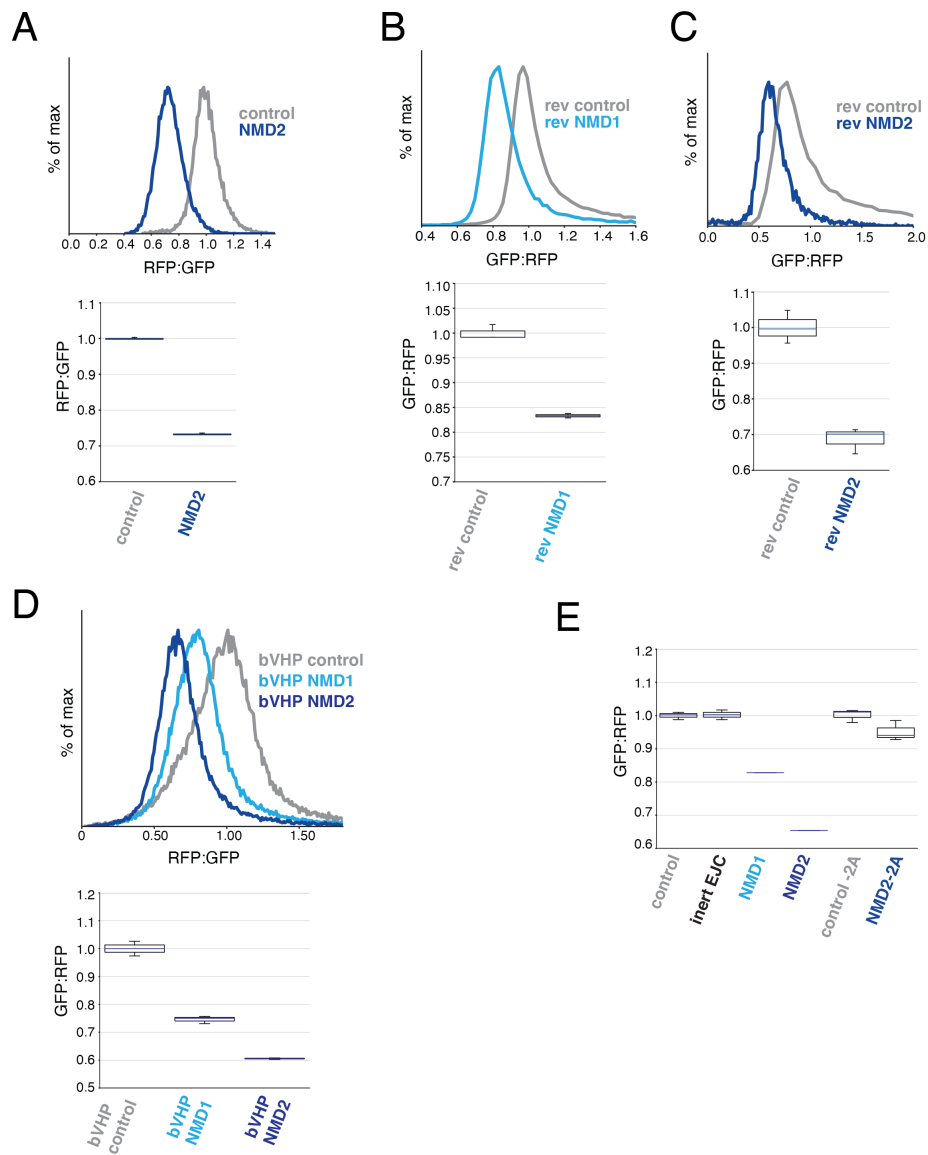 A
% of max
control
NMD2
0.0 0.2 0.4 0.6 0.8 1.0 1.2 1.4
RFP:GFP
1.1
1.0
0.9
0.8
0.7
0.6
RFP:GFP
control
NMD2
B
% of max
rev control
rev NMD1
0.4 0.6 0.8 1.0 1.2 1.4 1.6
GFP:RFP
1.10
1.05
1.0
0.95
0.90
0.85
0.8
0.75
0.7
GFP:RFP
rev control
rev NMD1
C
% of max
rev control
rev NMD2
0.0 0.5 1.0 1.5 2.0
GFP:RFP
1.1
1.0
0.9
0.8
0.7
0.6
GFP:RFP
rev control
rev NMD2
D
% of max
bVHP control
bVHP NMD1
bVHP NMD2
0 0.50 1.00 1.50
RFP:GFP
1.2
1.1
1.0
0.9
0.8
0.7
0.6
0.5
GFP:RFP
bVHP
control
bVHP
NMD1
bVHP
NMD2
E
1.2
1.1
1.0
0.9
0.8
0.7
0.6
GFP:RFP
control
inert EJC
NMD1
NMD2
control -2A
NMD2-2A